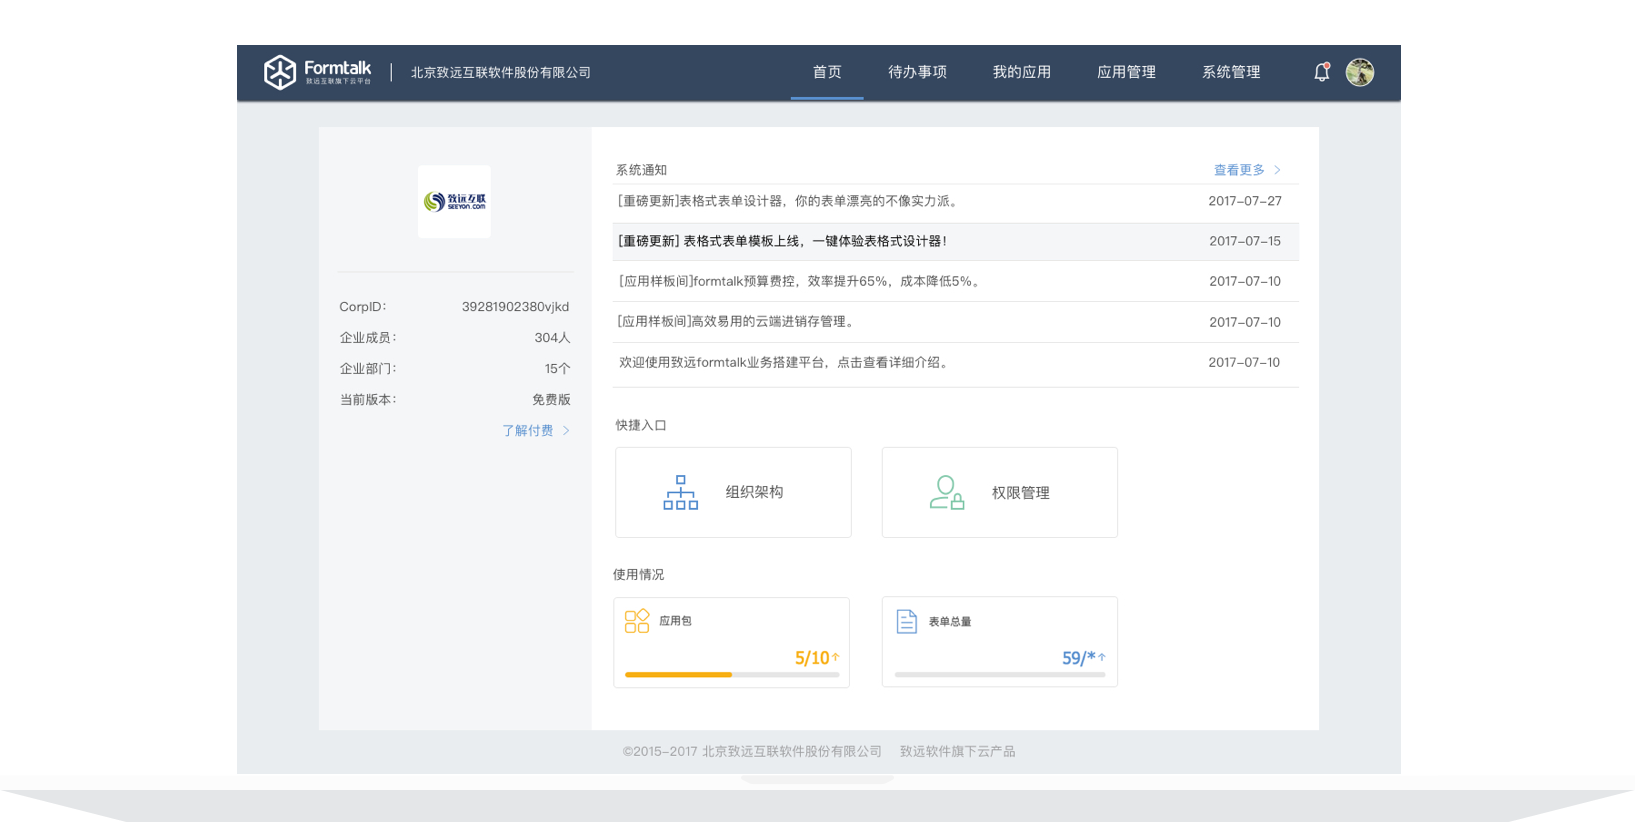 Formtalk
致远互联旗下云平台
北京致远互联软件股份有限公司
首页 待办事项 我的应用 应用管理 系统管理
致远互联
SEEYON.COM
CorpID： 39281902380vjkd
企业成员： 304人
企业部门： 15个
当前版本： 免费版
了解付费 >
系统通知 查看更多 >
[重磅更新]表格式表单设计器，你的表单漂亮的不像实力派。 2017-07-27
[重磅更新] 表格式表单模板上线，一键体验表格式设计器！ 2017-07-15
[应用样板间]formtalk预算费控，效率提升65%，成本降低5%。 2017-07-10
[应用样板间]高效易用的云端进销存管理。 2017-07-10
欢迎使用致远formtalk业务搭建平台，点击查看详细介绍。 2017-07-10
快捷入口
组织架构 权限管理
使用情况
应用包 表单总量
5/10↑ 59/*↑
©2015-2017 北京致远互联软件股份有限公司 致远软件旗下云产品